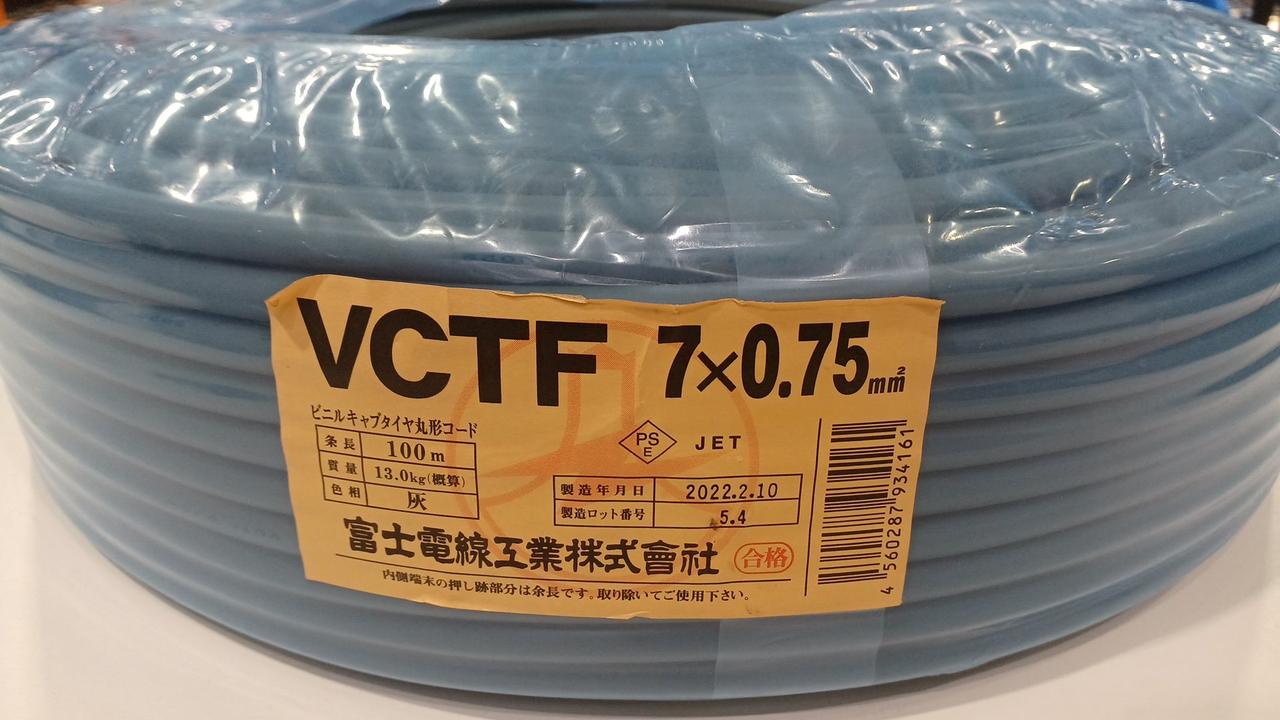 VCTF 7×0.75mm²
ビニルキャブタイヤ丸形コード
条長 100m
質量 13.0kg(概算)
色相 灰
PS E JET
製造年月日 2022.2.10
製造ロット番号 5.4
富士電線工業株式會社 合格
内側端末の押し跡部分は余長です。取り除いてご使用下さい。
4 560287 934161